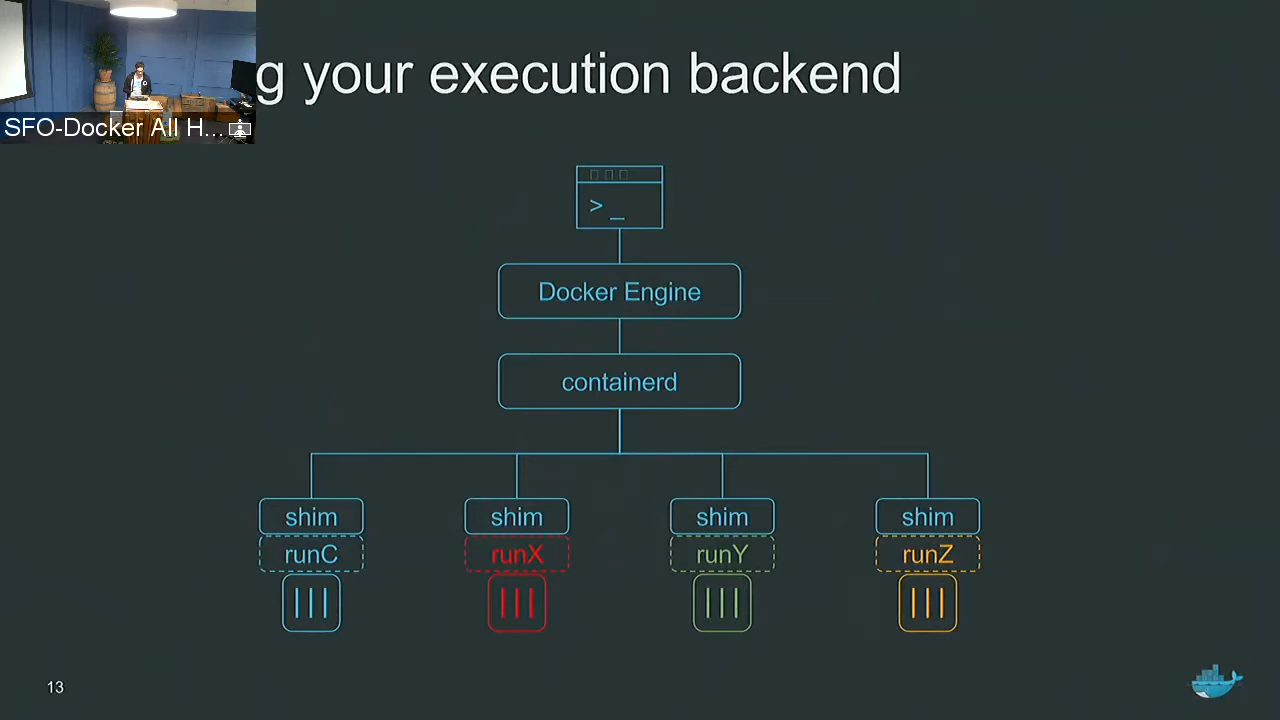 g your execution backend
SFO-Docker All H...
>_
Docker Engine
containerd
shim shim shim shim
runC runX runY runZ
13